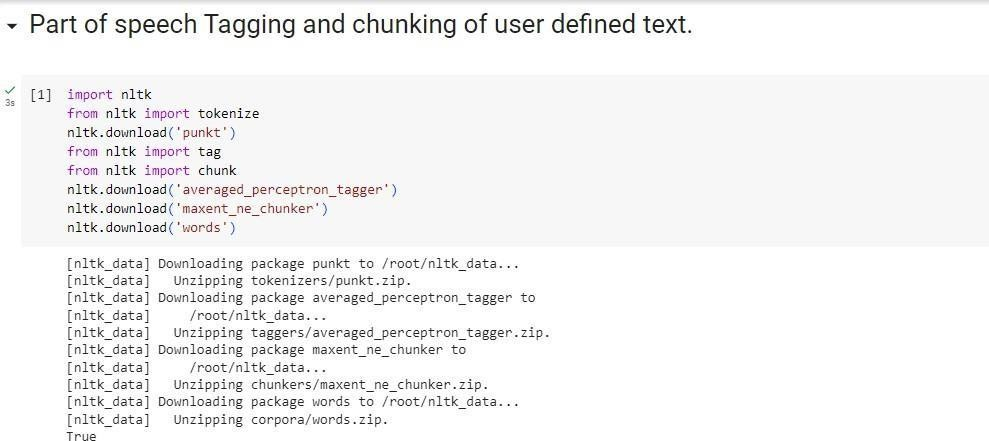 Part of speech Tagging and chunking of user defined text.
3s
[1] import nltk
from nltk import tokenize
nltk.download('punkt')
from nltk import tag
from nltk import chunk
nltk.download('averaged_perceptron_tagger')
nltk.download('maxent_ne_chunker')
nltk.download('words')
[nltk_data] Downloading package punkt to /root/nltk_data...
[nltk_data]   Unzipping tokenizers/punkt.zip.
[nltk_data] Downloading package averaged_perceptron_tagger to
[nltk_data]     /root/nltk_data...
[nltk_data]   Unzipping taggers/averaged_perceptron_tagger.zip.
[nltk_data] Downloading package maxent_ne_chunker to
[nltk_data]     /root/nltk_data...
[nltk_data]   Unzipping chunkers/maxent_ne_chunker.zip.
[nltk_data] Downloading package words to /root/nltk_data...
[nltk_data]   Unzipping corpora/words.zip.
True